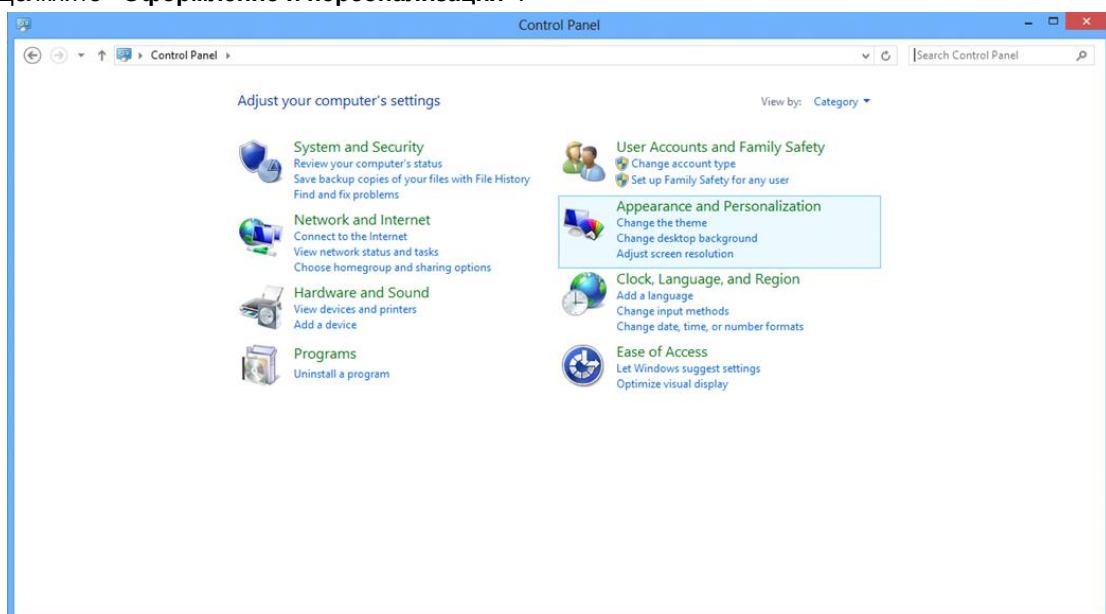 Щелкните "Оформление и персонализация".
Control Panel
Control Panel
Search Control Panel
Adjust your computer's settings
View by: Category
System and Security
Review your computer's status
Save backup copies of your files with File History
Find and fix problems
Network and Internet
Connect to the Internet
View network status and tasks
Choose homegroup and sharing options
Hardware and Sound
View devices and printers
Add a device
Programs
Uninstall a program
User Accounts and Family Safety
Change account type
Set up Family Safety for any user
Appearance and Personalization
Change the theme
Change desktop background
Adjust screen resolution
Clock, Language, and Region
Add a language
Change input methods
Change date, time, or number formats
Ease of Access
Let Windows suggest settings
Optimize visual display